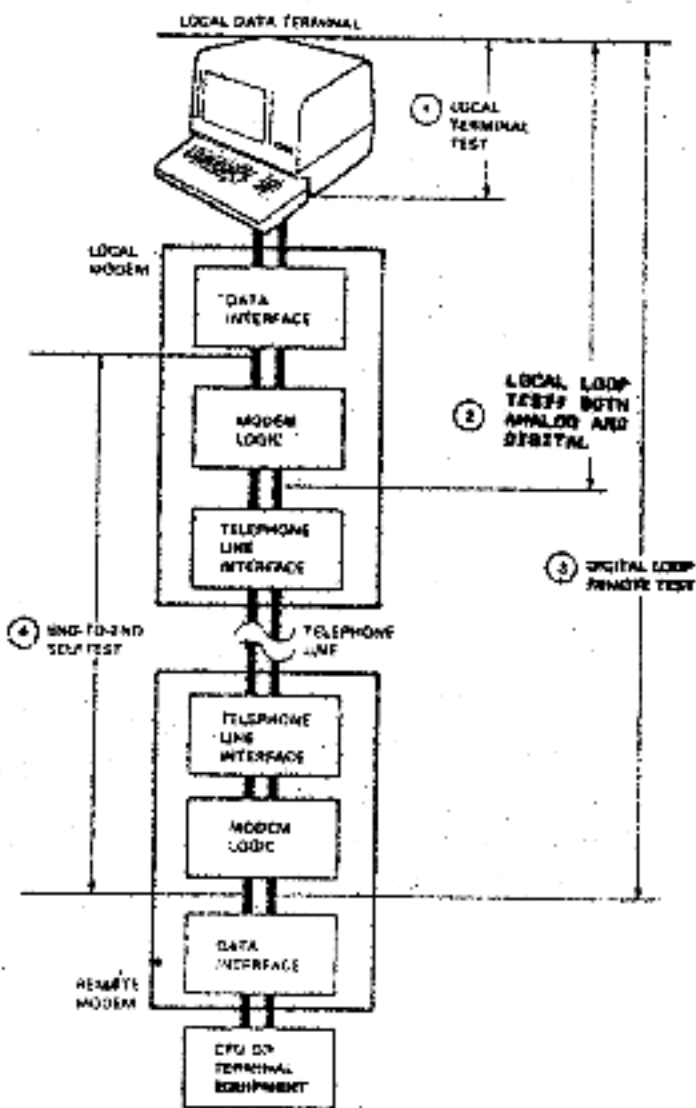 LOCAL DATA TERMINAL
1
LOCAL
TERMINAL
TEST
LOCAL
MODEM
DATA
INTERFACE
MODEM
LOGIC
2
LOCAL LOOP
TESTS BOTH
ANALOG AND
DIGITAL
TELEPHONE
LINE
INTERFACE
3
DIGITAL LOOP
REMOTE TEST
4
END-TO-END
SELF TEST
TELEPHONE
LINE
TELEPHONE
LINE
INTERFACE
MODEM
LOGIC
DATA
INTERFACE
REMOTE
MODEM
CPU OR
TERMINAL
EQUIPMENT